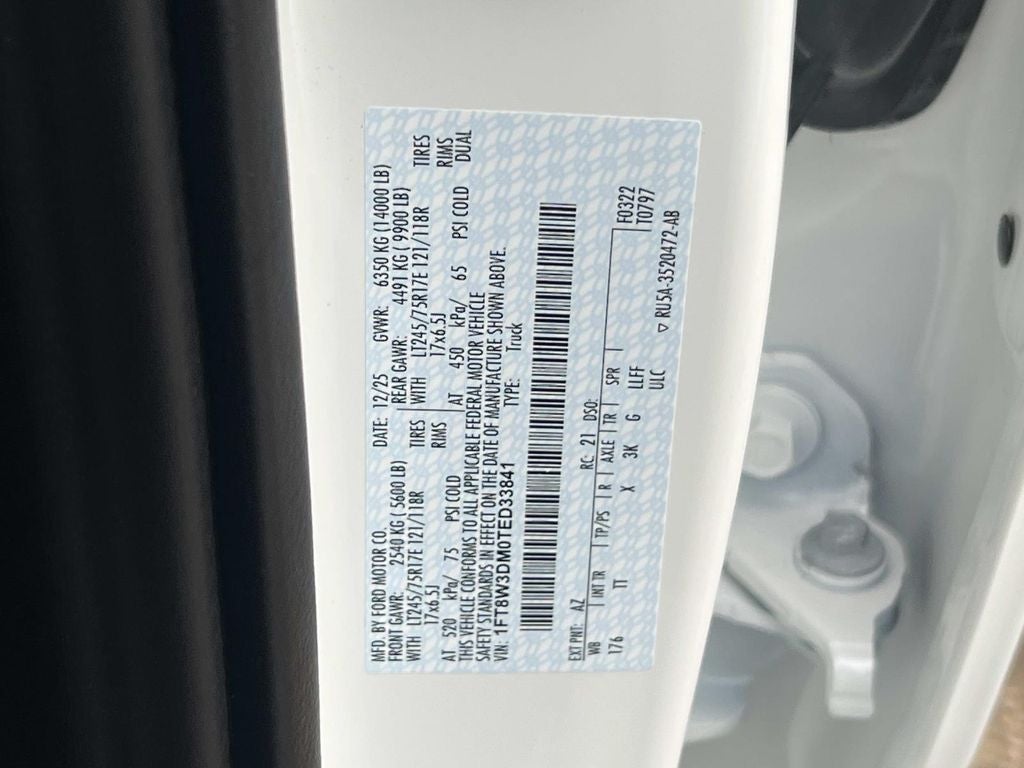 MFD. BY FORD MOTOR CO. DATE: 12/25 GVWR: 6350 KG (14000 LB)
FRONT GAWR: 2540 KG (5600 LB) REAR GAWR: 4491 KG (9900 LB)
WITH LT245/75R17E 121/118R TIRES WITH LT245/75R17E 121/118R TIRES
17x6.5J RIMS 17x6.5J RIMS
AT 520 kPa/ 75 PSI COLD AT 450 kPa/ 65 PSI COLD DUAL
THIS VEHICLE CONFORMS TO ALL APPLICABLE FEDERAL MOTOR VEHICLE
SAFETY STANDARDS IN EFFECT ON THE DATE OF MANUFACTURE SHOWN ABOVE.
VIN: 1FT8W3DM0TED33841 TYPE: Truck
EXT PNT: AZ RC: 21 DSO:
WB INT TR TP/PS R AXLE TR SPR F0322
176 TT X 3K G LLFF T0797
ULC ▽ RU5A-3520472-AB